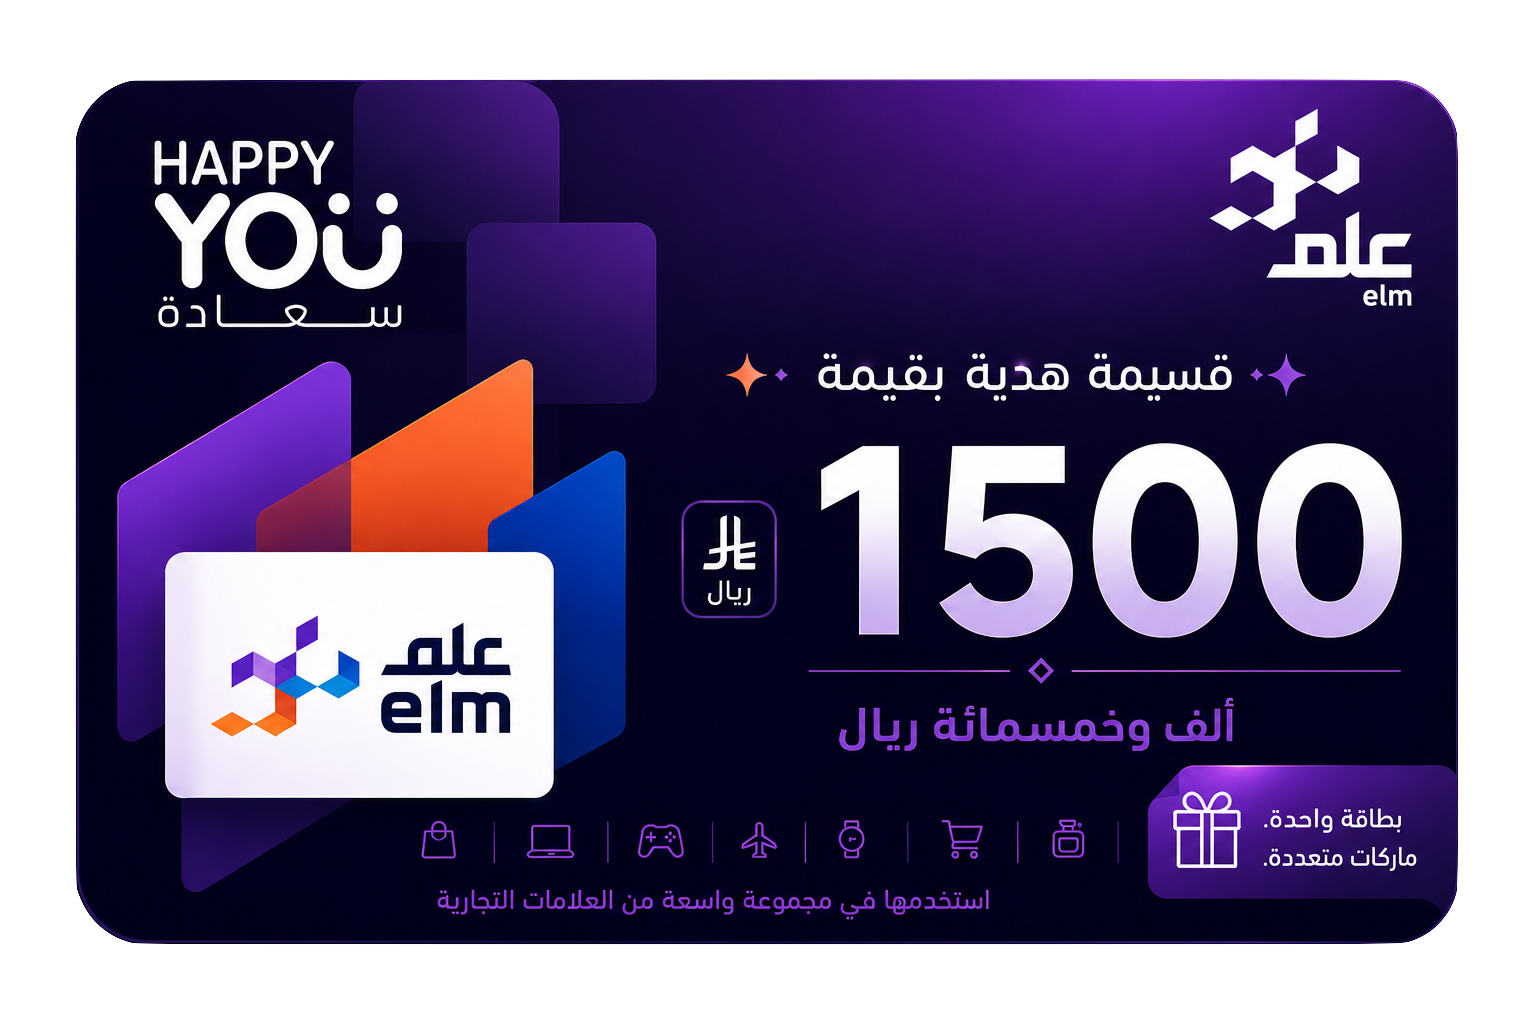 HAPPY
YOÜ
سعادة
علم
elm
قسيمة هدية بقيمة
1500
ريال
ألف وخمسمائة ريال
علم
elm
بطاقة واحدة.
ماركات متعددة.
استخدمها في مجموعة واسعة من العلامات التجارية